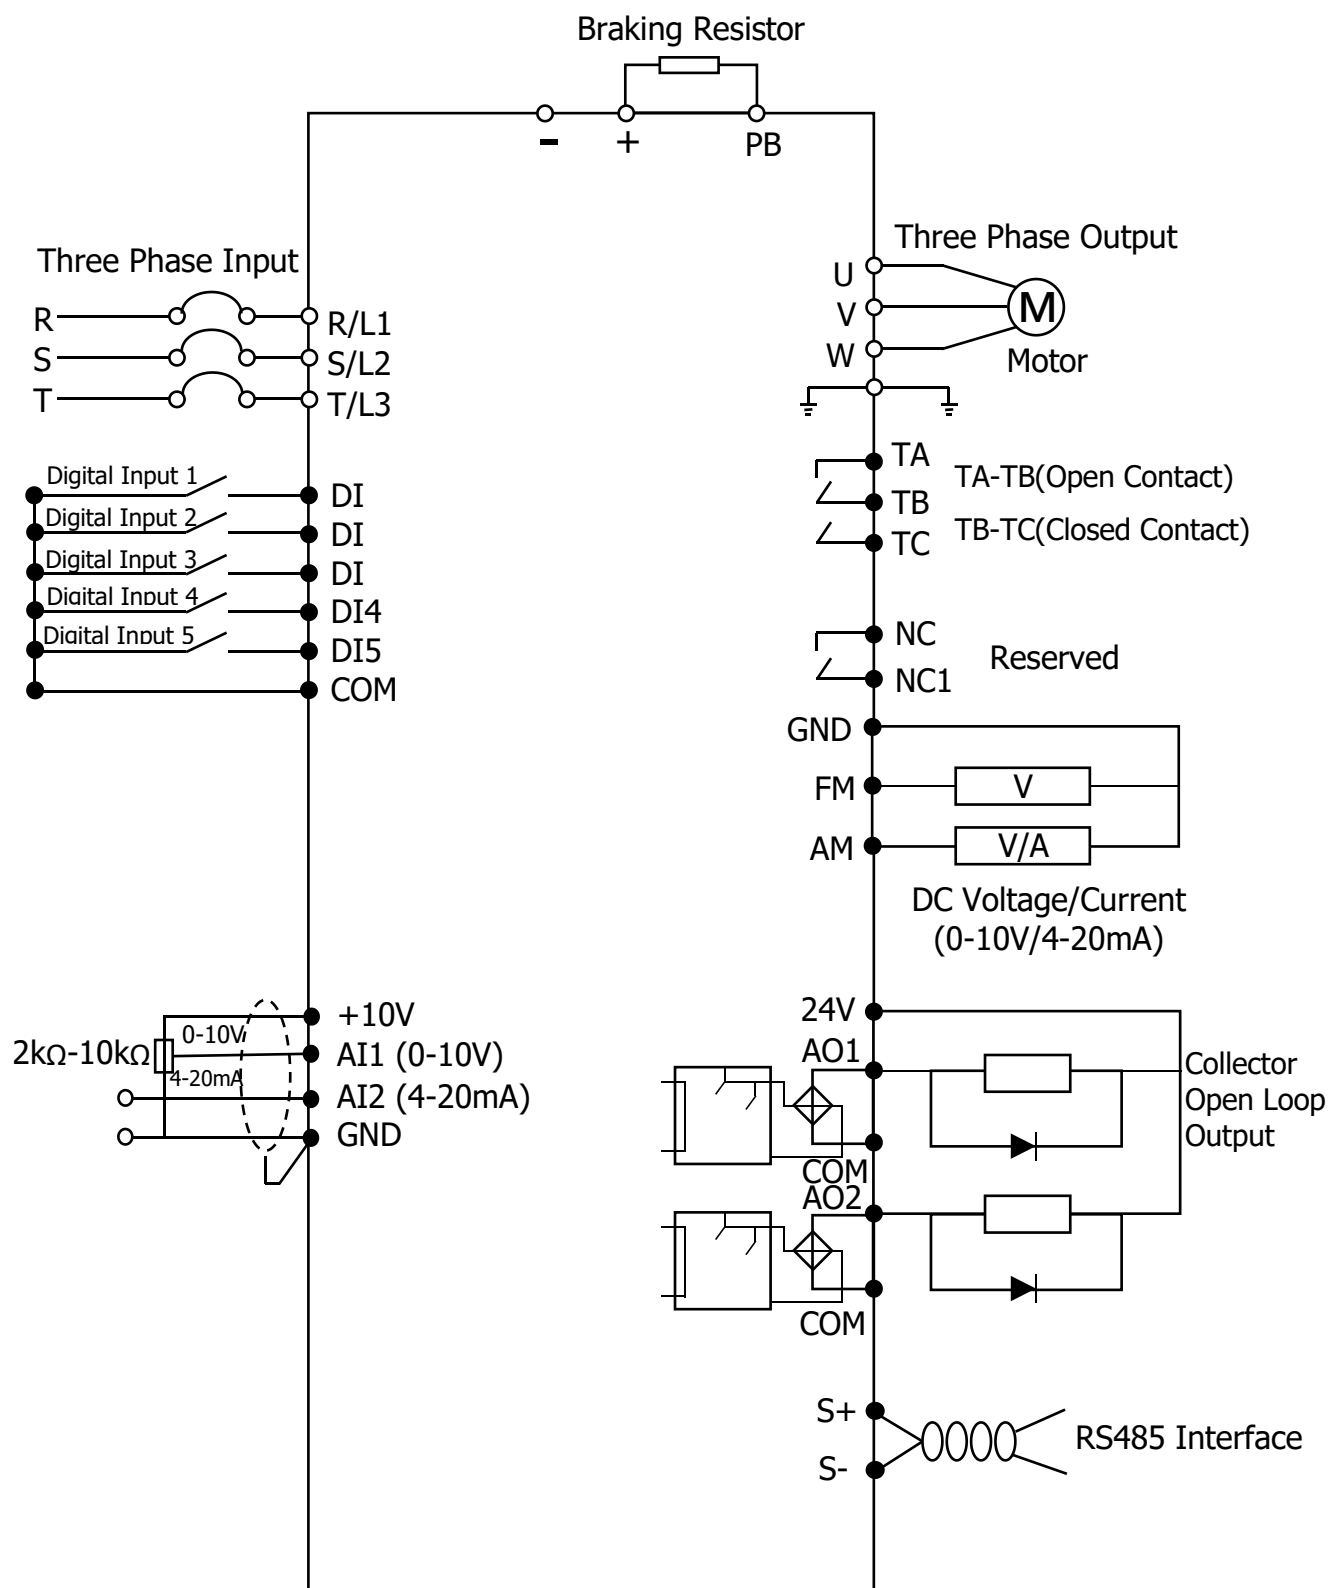 Braking Resistor
-
+
PB
Three Phase Input
R
R/L1
S
S/L2
T
T/L3
Three Phase Output
U
V
W
M
Motor
Digital Input 1
DI
Digital Input 2
DI
Digital Input 3
DI
Digital Input 4
DI4
Digital Input 5
DI5
COM
TA
TB
TC
TA-TB(Open Contact)
TB-TC(Closed Contact)
NC
NC1
Reserved
GND
FM
V
AM
V/A
DC Voltage/Current
(0-10V/4-20mA)
2kΩ-10kΩ
0-10V
4-20mA
+10V
AI1 (0-10V)
AI2 (4-20mA)
GND
24V
AO1
COM
AO2
COM
Collector
Open Loop
Output
S+
S-
RS485 Interface